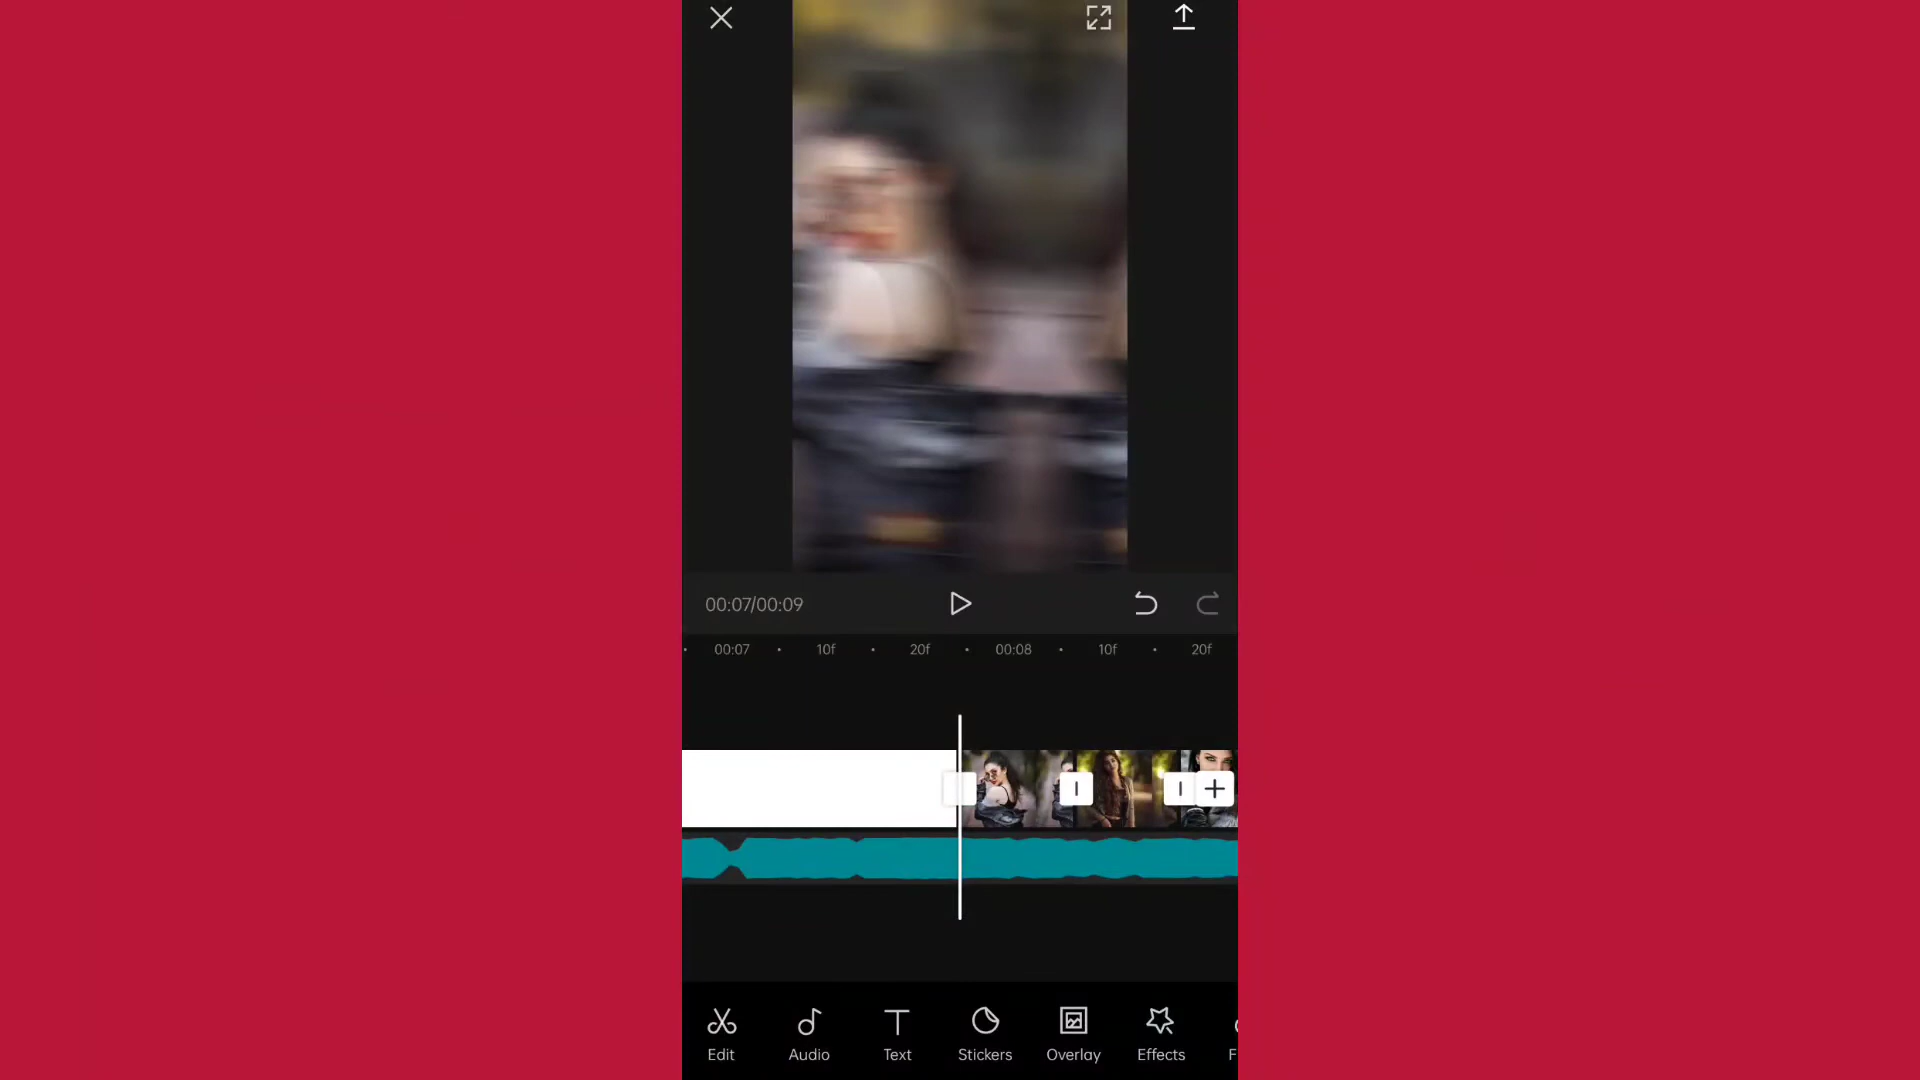 00:07/00:09
00:07 10f 20f 00:08 10f 20f
Edit Audio Text Stickers Overlay Effects F